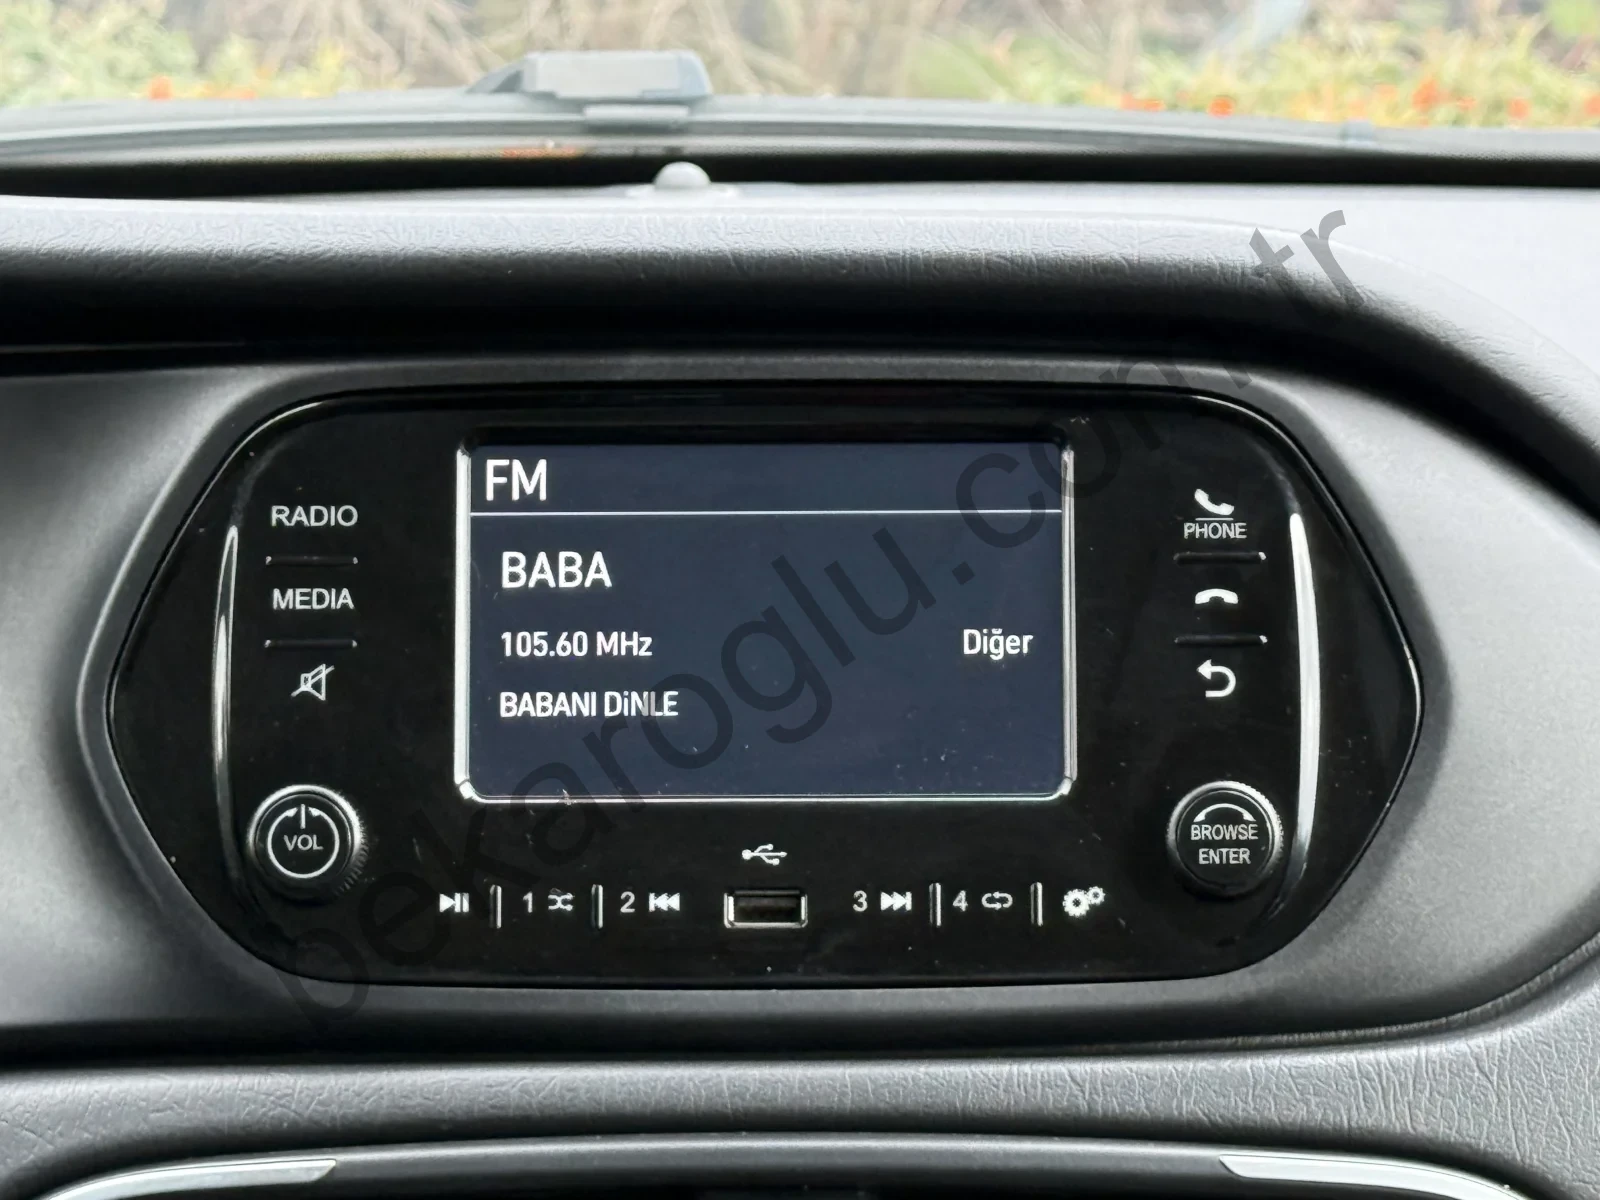 FM
BABA
105.60 MHz
Diğer
BABANI DiNLE
RADIO
MEDIA
VOL
PHONE
BROWSE
ENTER
1
2
3
4
bekaroglu.com.tr